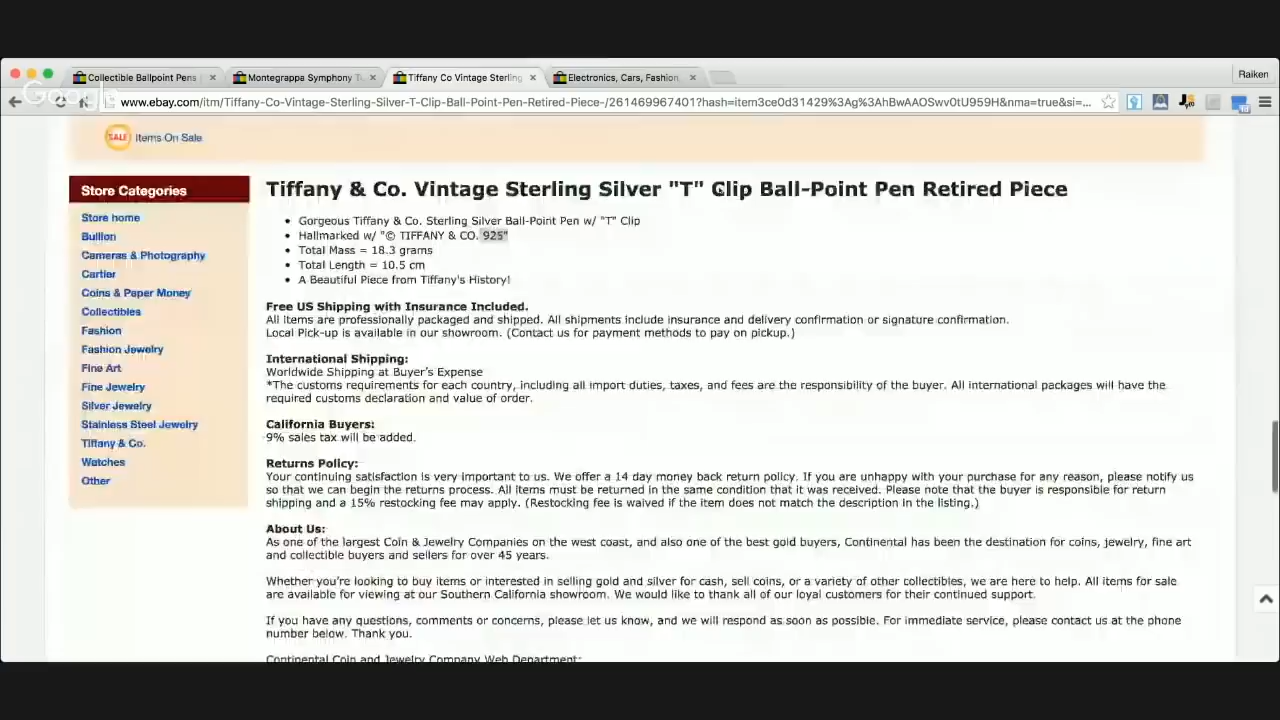 Collectible Ballpoint Pens
Montegrappa Symphony T
Tiffany Co Vintage Sterling
Electronics, Cars, Fashion,
Raiken
Google
www.ebay.com/itm/Tiffany-Co-Vintage-Sterling-Silver-T-Clip-Ball-Point-Pen-Retired-Piece-/261469967401?hash=item3ce0d31429%3Ag%3AhBwAAOSwv0tU959H&nma=true&si=...
SALE Items On Sale
Store Categories
Store home
Bullion
Cameras & Photography
Cartier
Coins & Paper Money
Collectibles
Fashion
Fashion Jewelry
Fine Art
Fine Jewelry
Silver Jewelry
Stainless Steel Jewelry
Tiffany & Co.
Watches
Other
Tiffany & Co. Vintage Sterling Silver "T" Clip Ball-Point Pen Retired Piece
• Gorgeous Tiffany & Co. Sterling Silver Ball-Point Pen w/ "T" Clip
• Hallmarked w/ "© TIFFANY & CO. 925"
• Total Mass = 18.3 grams
• Total Length = 10.5 cm
• A Beautiful Piece from Tiffany's History!
Free US Shipping with Insurance Included.
All items are professionally packaged and shipped. All shipments include insurance and delivery confirmation or signature confirmation.
Local Pick-up is available in our showroom. (Contact us for payment methods to pay on pickup.)
International Shipping:
Worldwide Shipping at Buyer's Expense
*The customs requirements for each country, including all import duties, taxes, and fees are the responsibility of the buyer. All international packages will have the
required customs declaration and value of order.
California Buyers:
9% sales tax will be added.
Returns Policy:
Your continuing satisfaction is very important to us. We offer a 14 day money back return policy. If you are unhappy with your purchase for any reason, please notify us
so that we can begin the returns process. All items must be returned in the same condition that it was received. Please note that the buyer is responsible for return
shipping and a 15% restocking fee may apply. (Restocking fee is waived if the item does not match the description in the listing.)
About Us:
As one of the largest Coin & Jewelry Companies on the west coast, and also one of the best gold buyers, Continental has been the destination for coins, jewelry, fine art
and collectible buyers and sellers for over 45 years.
Whether you're looking to buy items or interested in selling gold and silver for cash, sell coins, or a variety of other collectibles, we are here to help. All items for sale
are available for viewing at our Southern California showroom. We would like to thank all of our loyal customers for their continued support.
If you have any questions, comments or concerns, please let us know, and we will respond as soon as possible. For immediate service, please contact us at the phone
number below. Thank you.
Continental Coin and Jewelry Company Web Department: